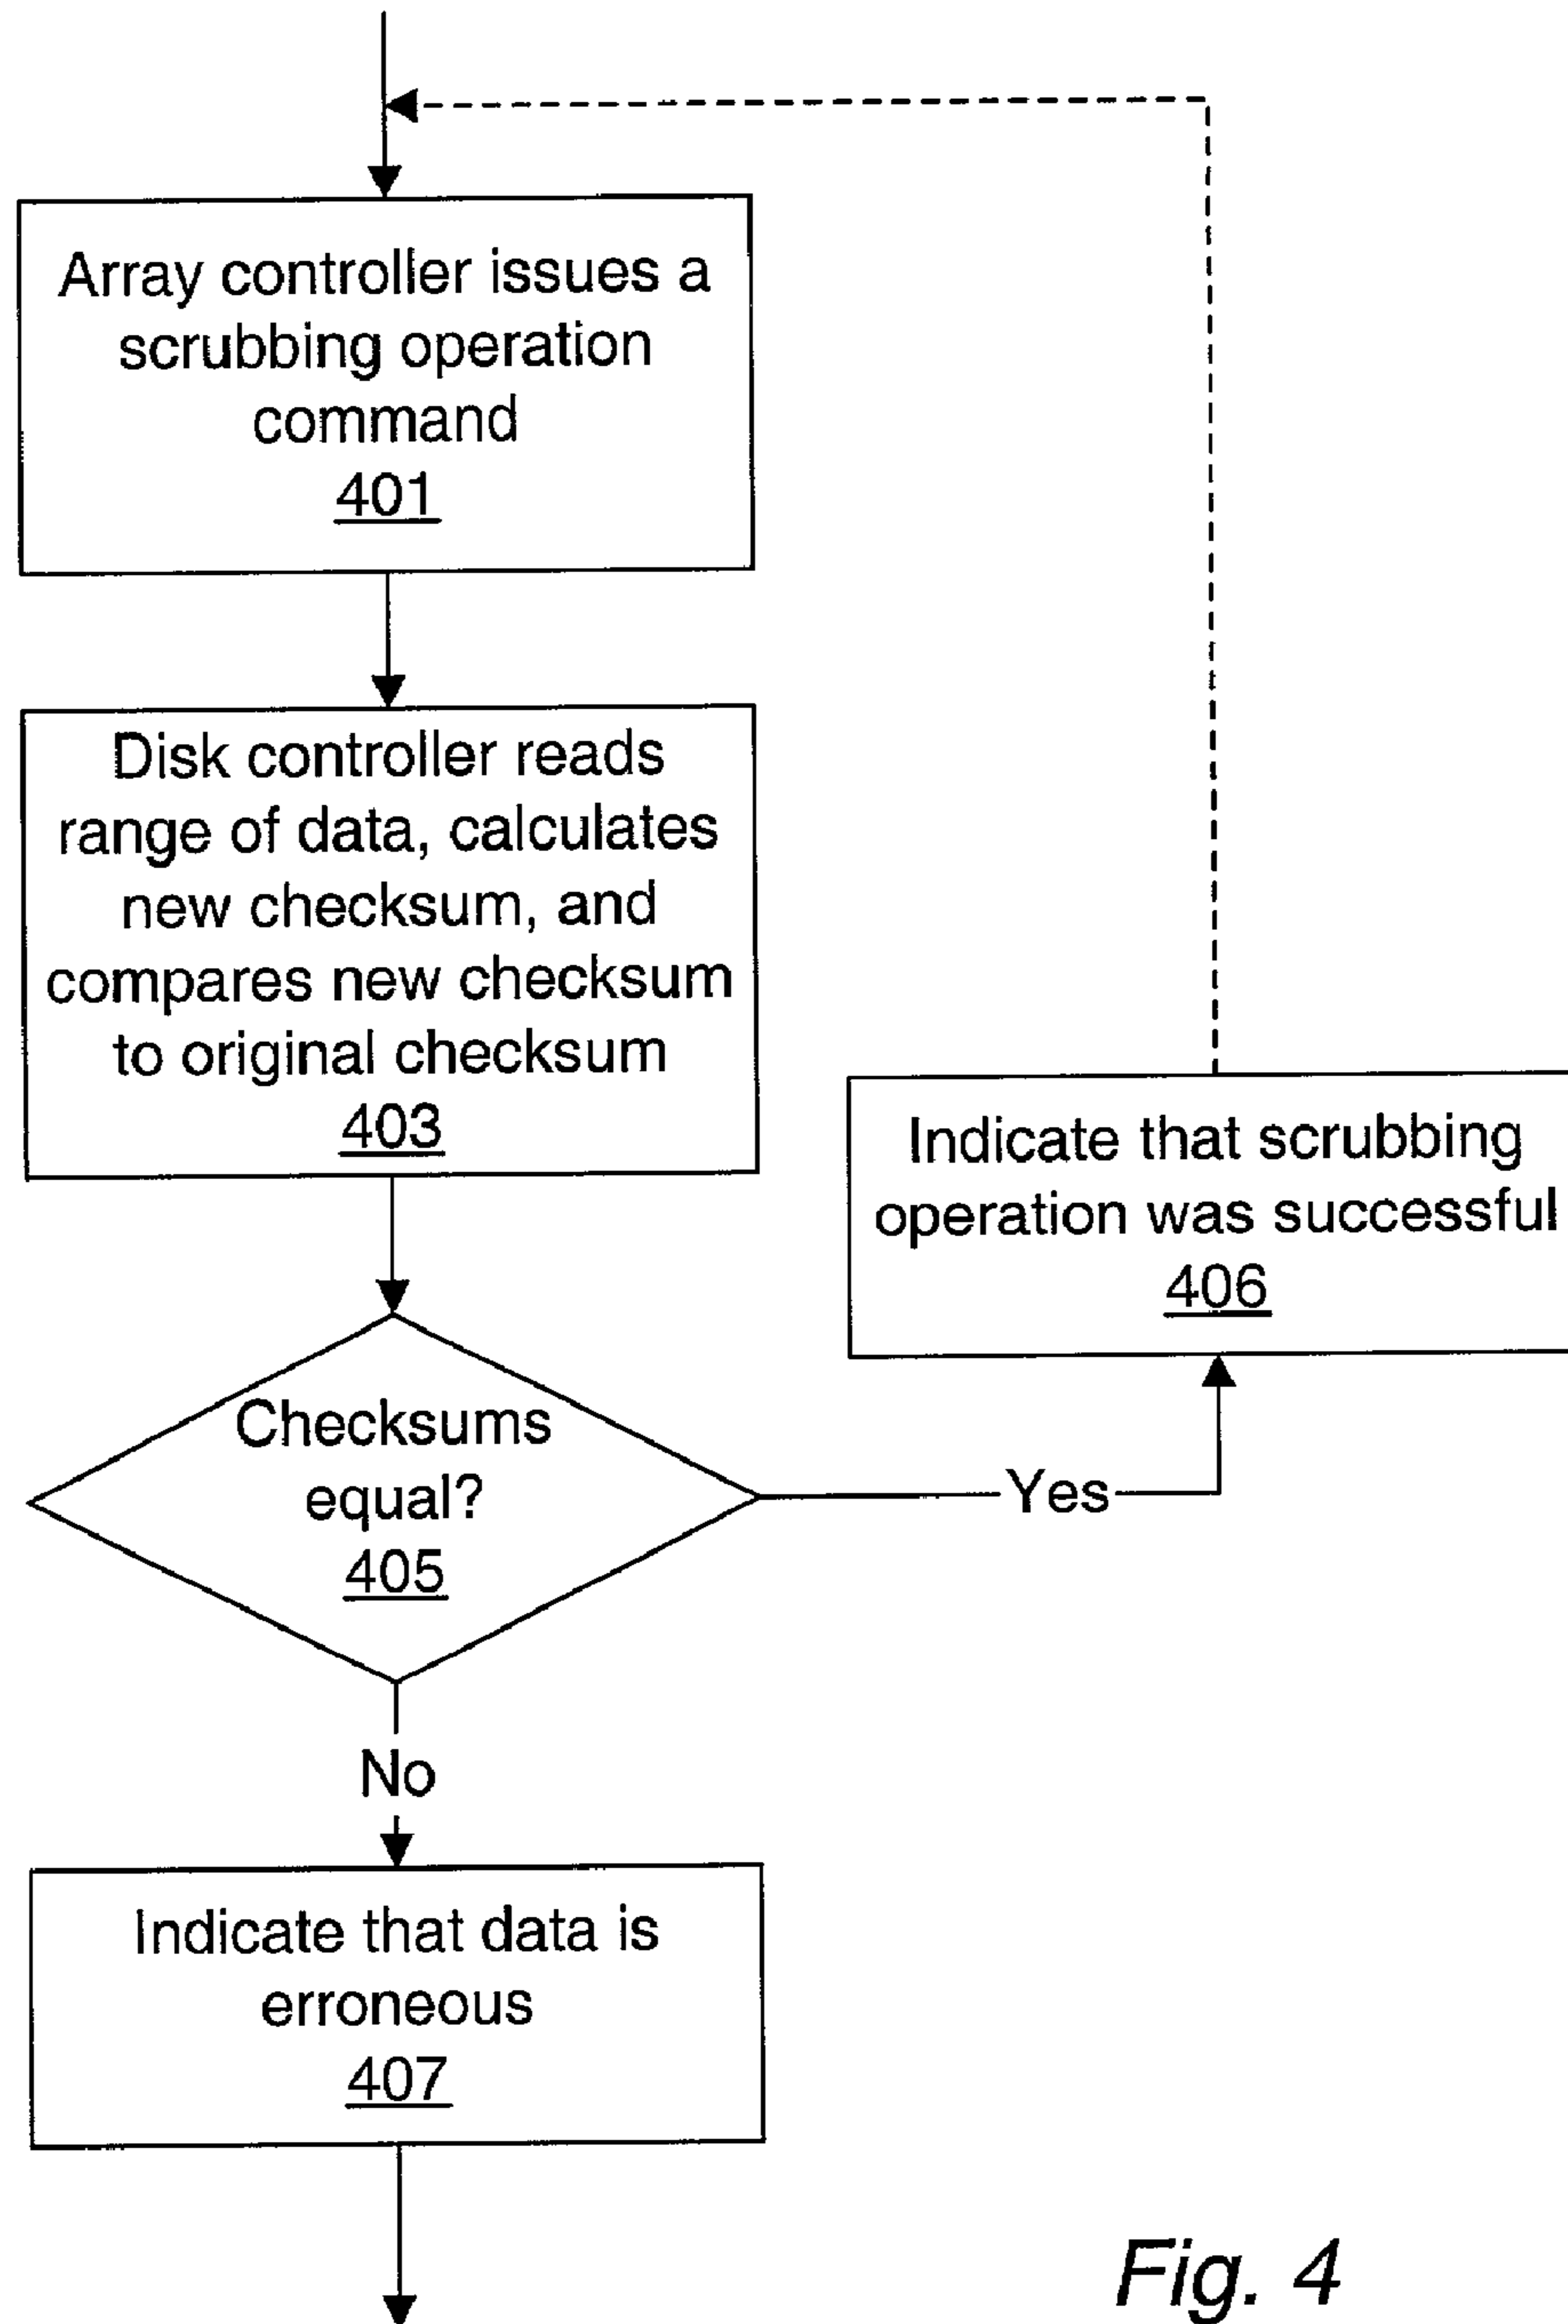 Array controller issues a
scrubbing operation
command
401
Disk controller reads
range of data, calculates
new checksum, and
compares new checksum
to original checksum
403
Indicate that scrubbing
operation was successful
406
Checksums
equal?
405
Yes
No
Indicate that data is
erroneous
407
Fig. 4